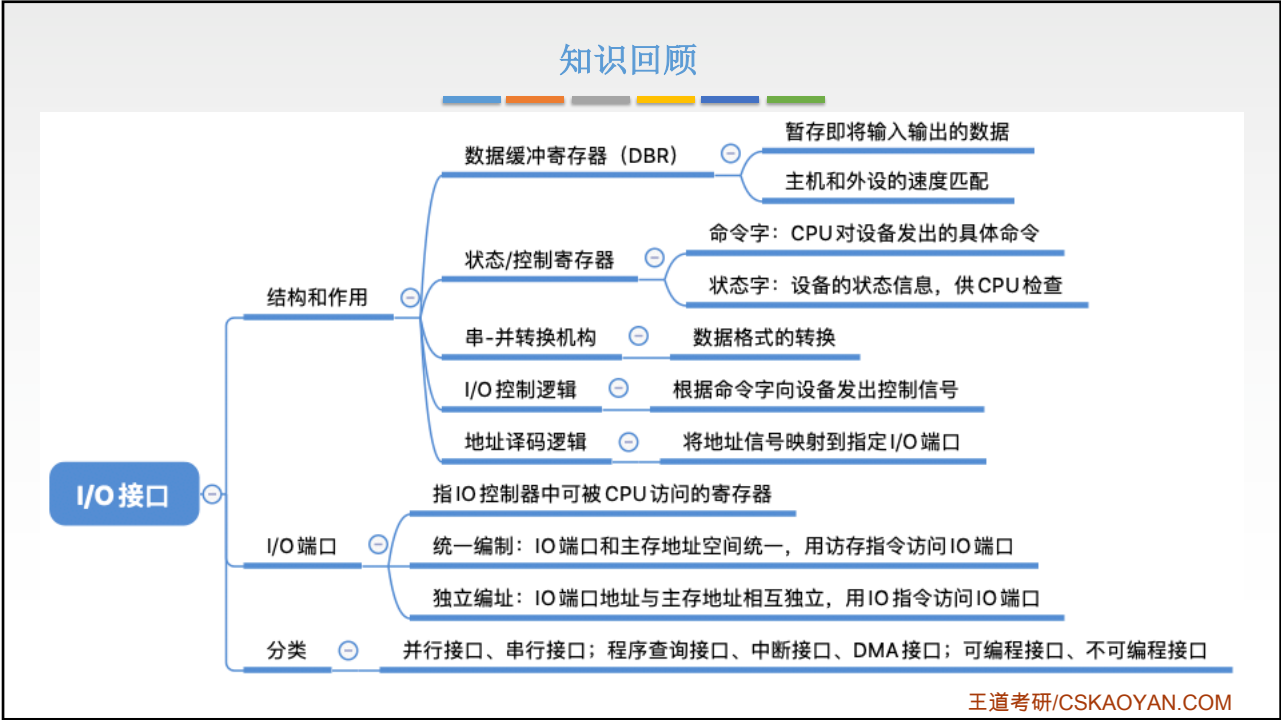 知识回顾
I/O接口
结构和作用
数据缓冲寄存器（DBR）
暂存即将输入输出的数据
主机和外设的速度匹配
状态/控制寄存器
命令字：CPU对设备发出的具体命令
状态字：设备的状态信息，供CPU检查
串-并转换机构
数据格式的转换
I/O控制逻辑
根据命令字向设备发出控制信号
地址译码逻辑
将地址信号映射到指定I/O端口
I/O端口
指IO控制器中可被CPU访问的寄存器
统一编制：IO端口和主存地址空间统一，用访存指令访问IO端口
独立编址：IO端口地址与主存地址相互独立，用IO指令访问IO端口
分类
并行接口、串行接口；程序查询接口、中断接口、DMA接口；可编程接口、不可编程接口
王道考研/CSKAOYAN.COM